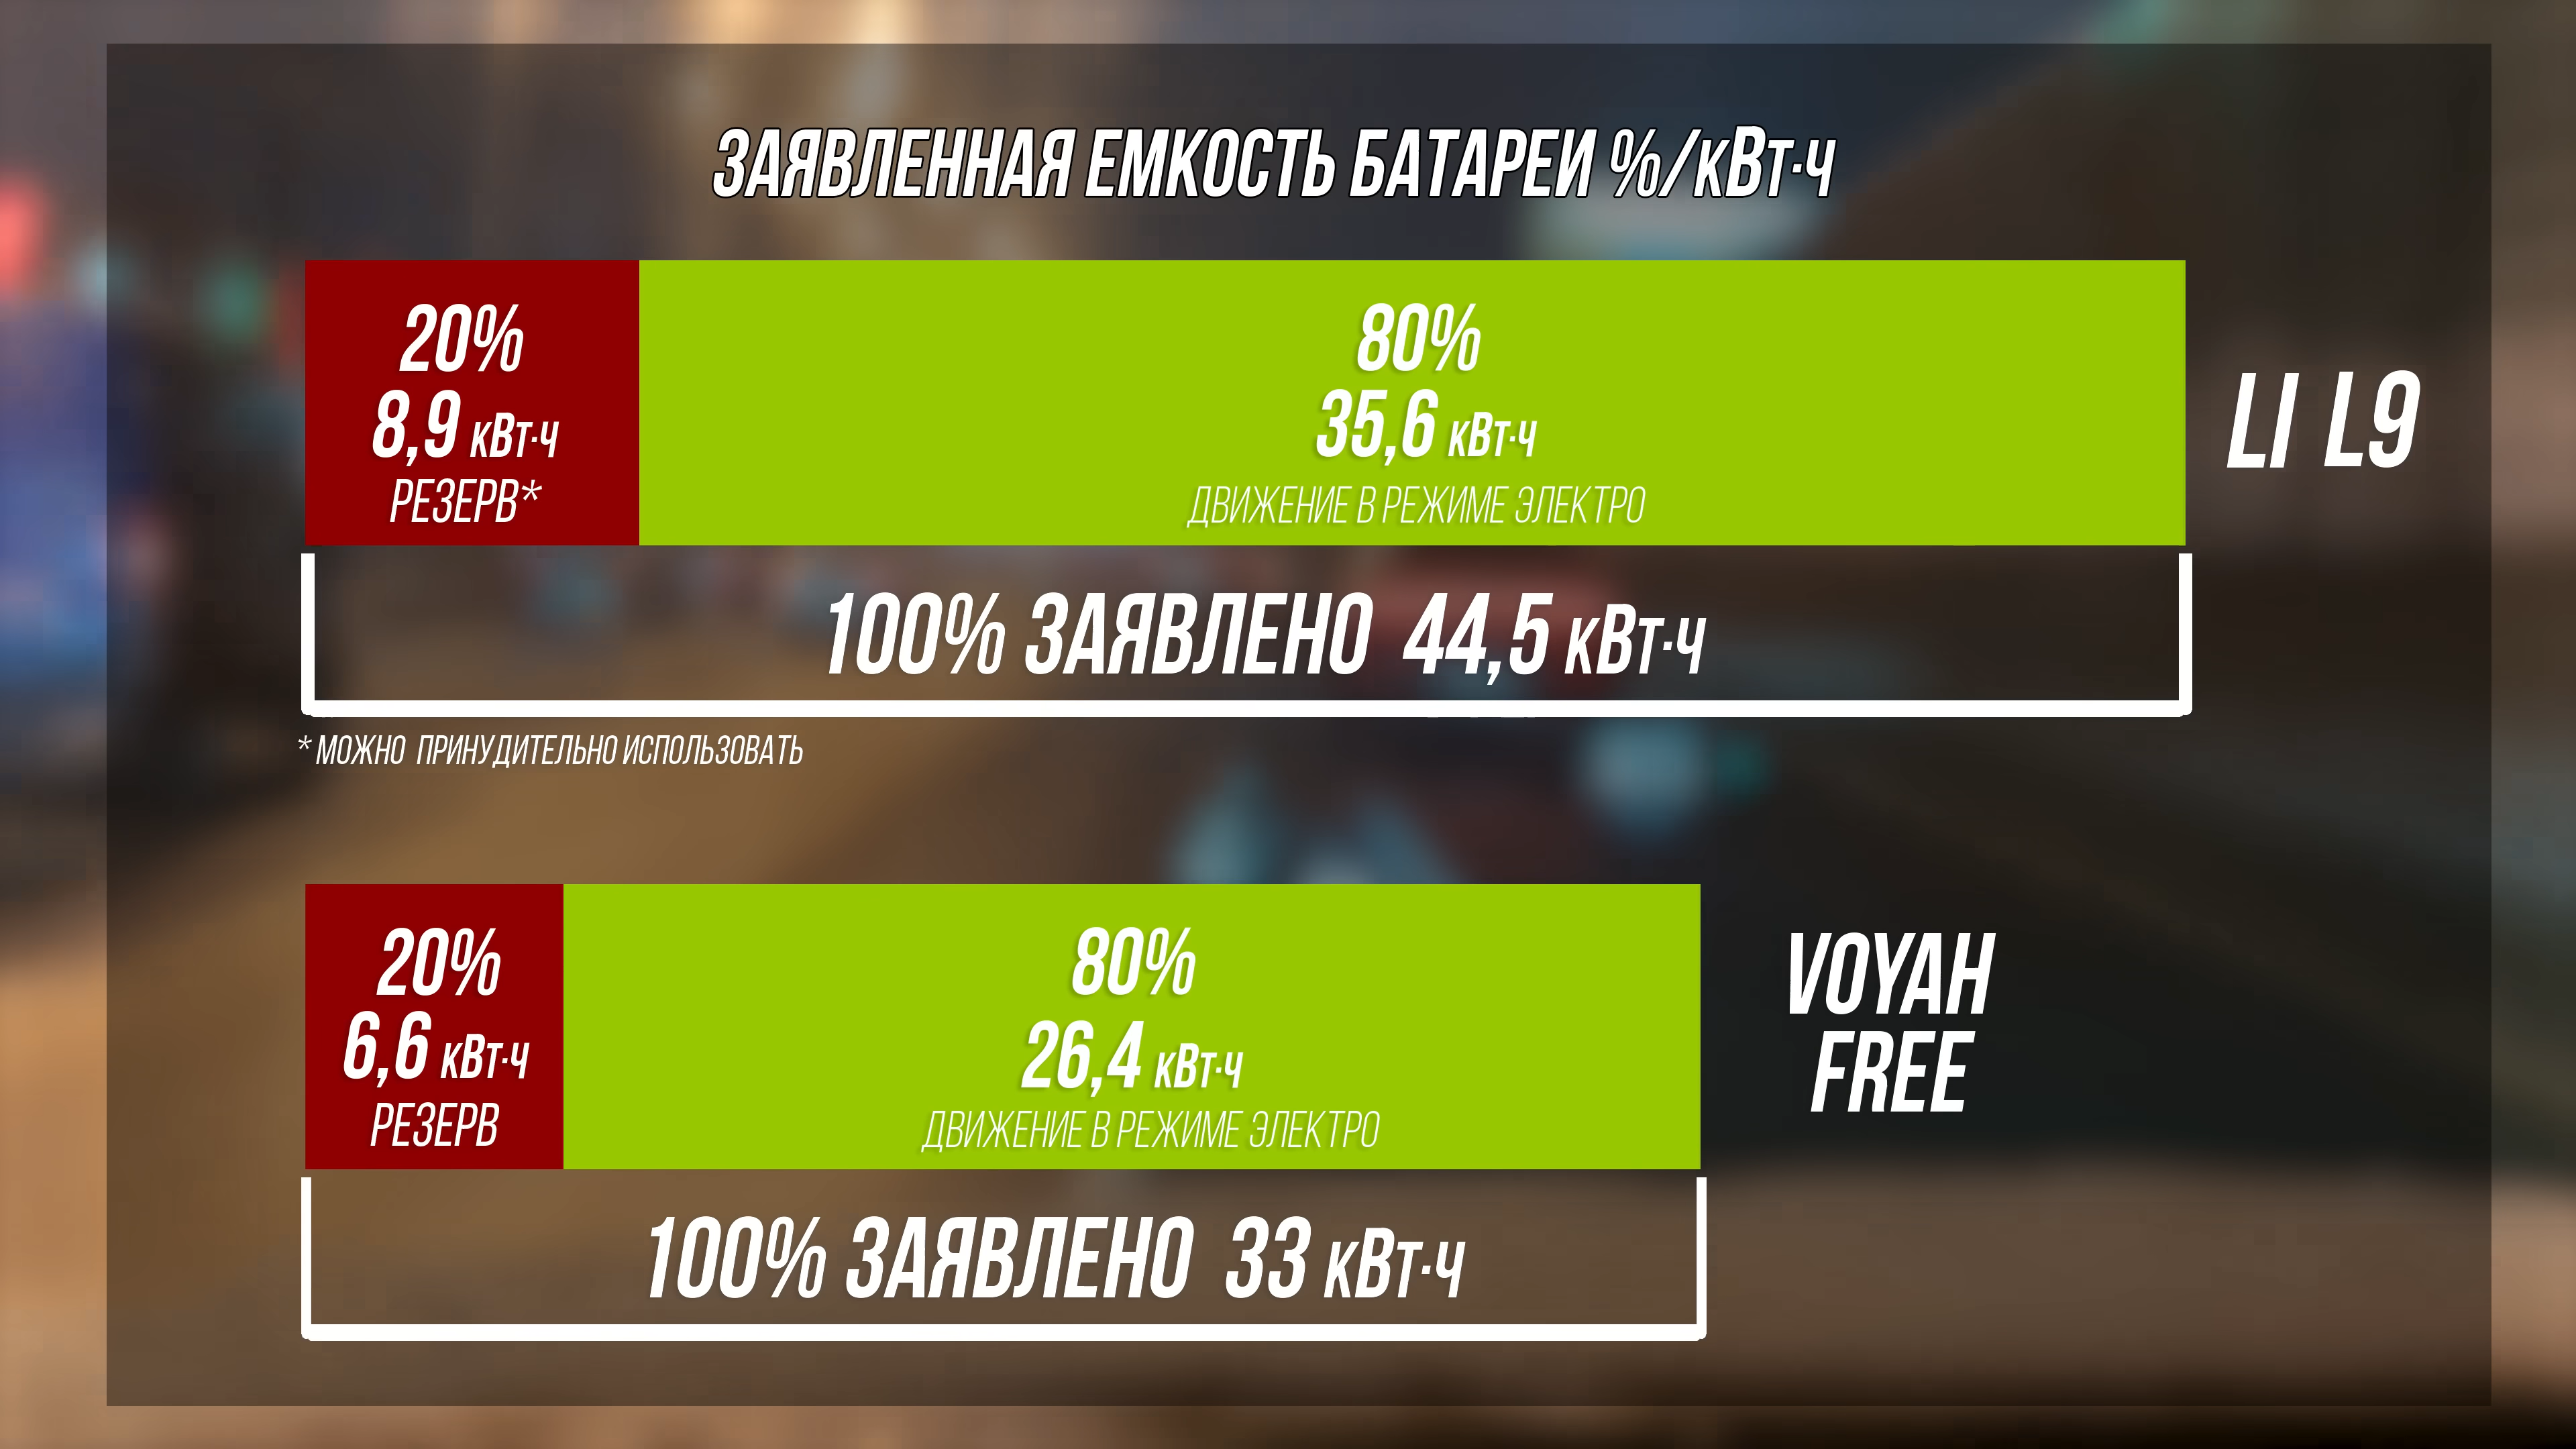 ЗАЯВЛЕННАЯ ЕМКОСТЬ БАТАРЕИ %/кВт·ч
20%
8,9 кВт·ч
РЕЗЕРВ*
80%
35,6 кВт·ч
ДВИЖЕНИЕ В РЕЖИМЕ ЭЛЕКТРО
LI L9
100% ЗАЯВЛЕНО 44,5 кВт·ч
* МОЖНО ПРИНУДИТЕЛЬНО ИСПОЛЬЗОВАТЬ
20%
6,6 кВт·ч
РЕЗЕРВ
80%
26,4 кВт·ч
ДВИЖЕНИЕ В РЕЖИМЕ ЭЛЕКТРО
VOYAH
FREE
100% ЗАЯВЛЕНО 33 кВт·ч